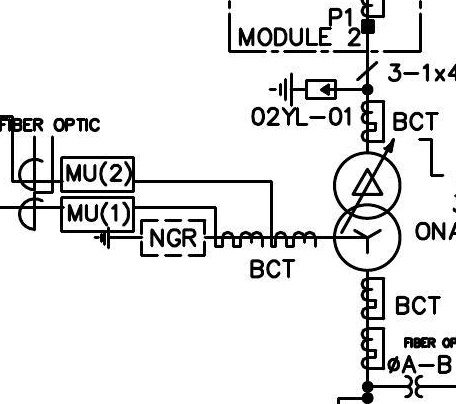 P1
MODULE 2
3-1x4
02YL-01
BCT
FIBER OPTIC
MU(2)
MU(1)
NGR
ONA
BCT
BCT
FIBER OP
øA-B